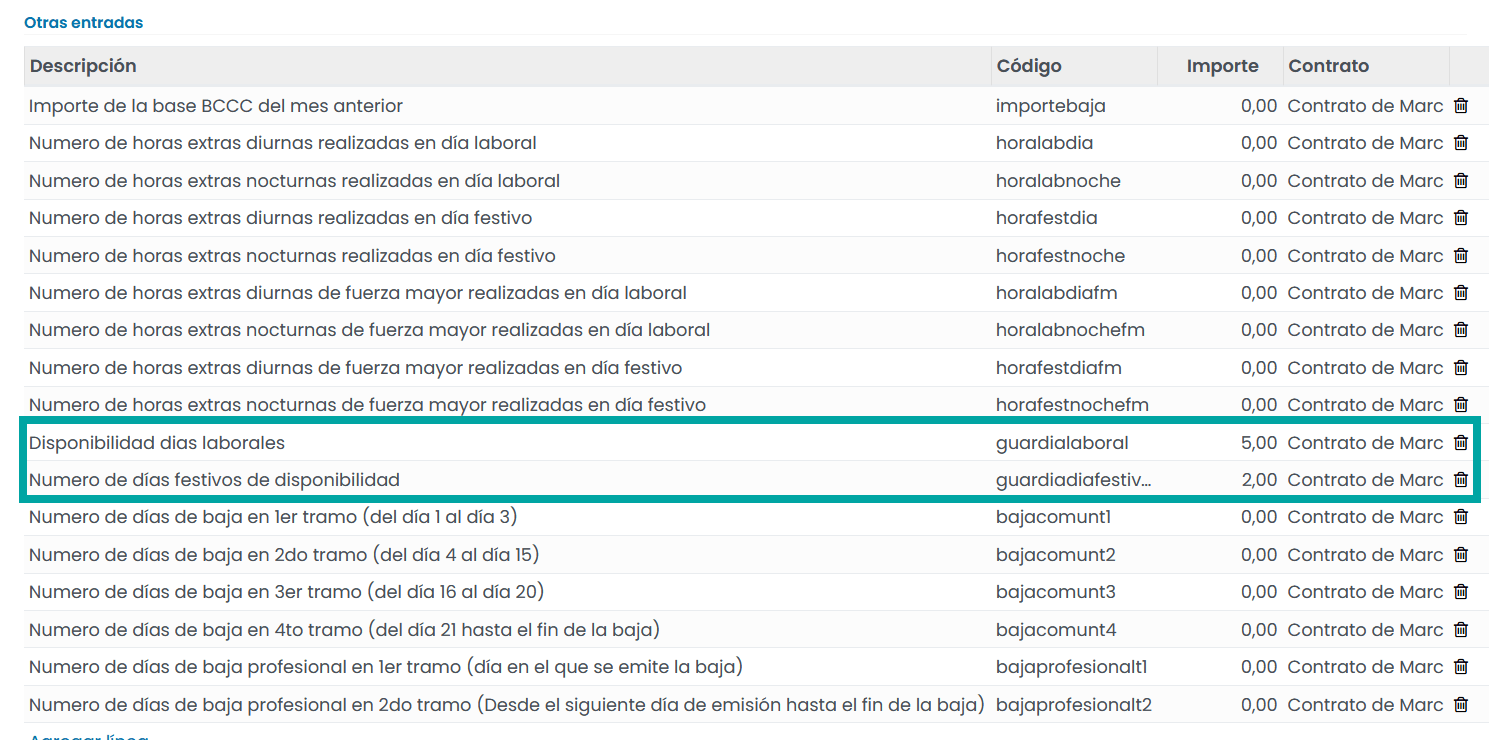 Otras entradas
Descripción Código Importe Contrato
Importe de la base BCCC del mes anterior importebaja 0,00 Contrato de Marc
Numero de horas extras diurnas realizadas en día laboral horalabdia 0,00 Contrato de Marc
Numero de horas extras nocturnas realizadas en día laboral horalabnoche 0,00 Contrato de Marc
Numero de horas extras diurnas realizadas en día festivo horafestdia 0,00 Contrato de Marc
Numero de horas extras nocturnas realizadas en día festivo horafestnoche 0,00 Contrato de Marc
Numero de horas extras diurnas de fuerza mayor realizadas en día laboral horalabdiafm 0,00 Contrato de Marc
Numero de horas extras nocturnas de fuerza mayor realizadas en día laboral horalabnochefm 0,00 Contrato de Marc
Numero de horas extras diurnas de fuerza mayor realizadas en día festivo horafestdiafm 0,00 Contrato de Marc
Numero de horas extras nocturnas de fuerza mayor realizadas en día festivo horafestnochefm 0,00 Contrato de Marc
Disponibilidad dias laborales guardialaboral 5,00 Contrato de Marc
Numero de días festivos de disponibilidad guardiadiafestiv... 2,00 Contrato de Marc
Numero de días de baja en 1er tramo (del día 1 al día 3) bajacomunt1 0,00 Contrato de Marc
Numero de días de baja en 2do tramo (del día 4 al día 15) bajacomunt2 0,00 Contrato de Marc
Numero de días de baja en 3er tramo (del día 16 al día 20) bajacomunt3 0,00 Contrato de Marc
Numero de días de baja en 4to tramo (del día 21 hasta el fin de la baja) bajacomunt4 0,00 Contrato de Marc
Numero de días de baja profesional en 1er tramo (día en el que se emite la baja) bajaprofesionalt1 0,00 Contrato de Marc
Numero de días de baja profesional en 2do tramo (Desde el siguiente día de emisión hasta el fin de la baja) bajaprofesionalt2 0,00 Contrato de Marc
Agregar línea